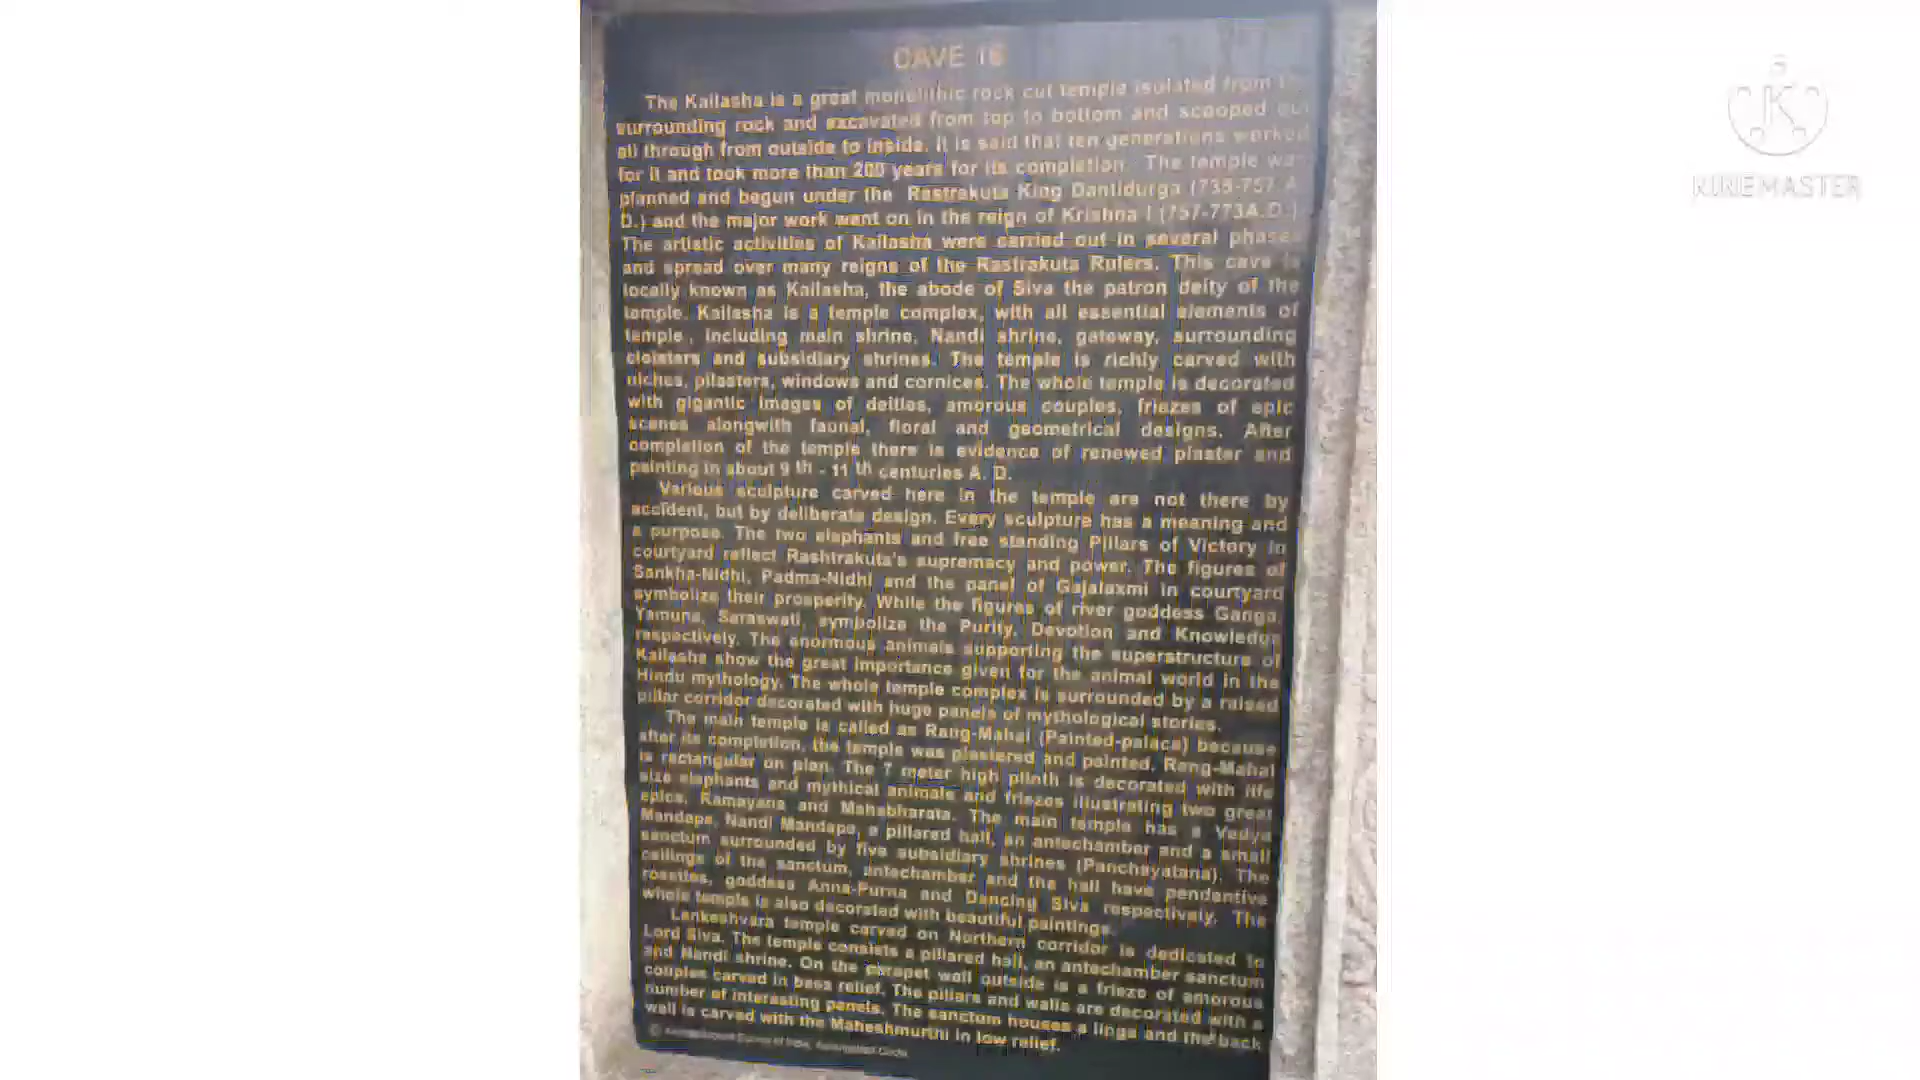 CAVE 16
The Kailasha is a great monolithic rock cut temple isolated from
surrounding rock and excavated from top to bottom and scooped out
all through from outside to inside. It is said that ten generations worked
for it and took more than 200 years for its completion. The temple was
planned and begun under the Rastrakuta King Dantidurga (735-757 A.
D.) and the major work went on in the reign of Krishna I (757-773A.D.)
The artistic activities of Kailasha were carried out in several phases
and spread over many reigns of the Rastrakuta Rulers. This cave is
locally known as Kailasha, the abode of Siva the patron deity of the
temple. Kailasha is a temple complex, with all essential elements of
temple, including main shrine, Nandi shrine, gateway, surrounding
cloisters and subsidiary shrines. The temple is richly carved with
niches, pilasters, windows and cornices. The whole temple is decorated
with gigantic images of deities, amorous couples, friezes of epic
scenes alongwith faunal, floral and geometrical designs. After
completion of the temple there is evidence of renewed plaster and
painting in about 9 th - 11 th centuries A. D.
Various sculpture carved here in the temple are not there by
accident, but by deliberate design. Every sculpture has a meaning and
a purpose. The two elephants and free standing Pillars of Victory in
courtyard reflect Rashtrakuta's supremacy and power. The figures of
Sankha-Nidhi, Padma-Nidhi and the panel of Gajalaxmi in courtyard
symbolize their prosperity. While the figures of river goddess Ganga,
Yamuna, Saraswati, symbolize the Purity, Devotion and Knowledge
respectively. The enormous animals supporting the superstructure of
Kailasha show the great importance given for the animal world in the
Hindu mythology. The whole temple complex is surrounded by a raised
pillar corridor decorated with huge panels of mythological stories.
The main temple is called as Rang-Mahal (Painted-palace) because
after its completion, the temple was plastered and painted. Rang-Mahal
is rectangular on plan. The 7 meter high plinth is decorated with life
size elephants and mythical animals and friezes illustrating two great
epics, Ramayana and Mahabharata. The main temple has a Vedya
Mandapa, Nandi Mandapa, a pillared hall, an antechamber and a small
sanctum surrounded by five subsidiary shrines (Panchayatana). The
ceilings of the sanctum, antechamber and the hall have pendentive
rosettes, goddess Anna-Purna and Dancing Siva respectively. The
whole temple is also decorated with beautiful paintings.
Lankeshvara temple carved on Northern corridor is dedicated to
Lord Siva. The temple consists a pillared hall, an antechamber sanctum
and Nandi shrine. On the parapet wall outside is a frieze of amorous
couples carved in bass relief. The pillars and walls are decorated with a
number of interesting panels. The sanctum houses a linga and the back
wall is carved with the Maheshmurthi in low relief.
© Archaeological Survey of India, Aurangabad Circle
K
KINEMASTER